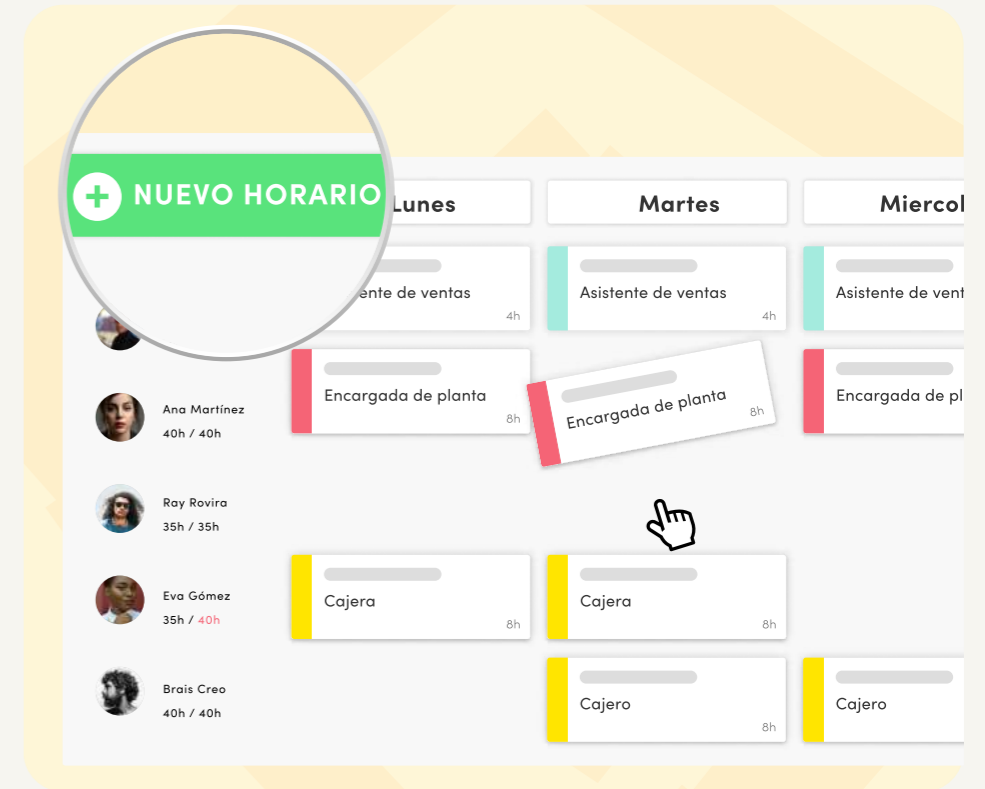 NUEVO HORARIO
Lunes
Martes
Miercol
ente de ventas
4h
Asistente de ventas
4h
Asistente de vent
Encargada de planta
8h
Encargada de planta
8h
Encargada de pl
Ana Martínez
40h / 40h
Ray Rovira
35h / 35h
Eva Gómez
35h / 40h
Cajera
8h
Cajera
8h
Brais Creo
40h / 40h
Cajero
8h
Cajero